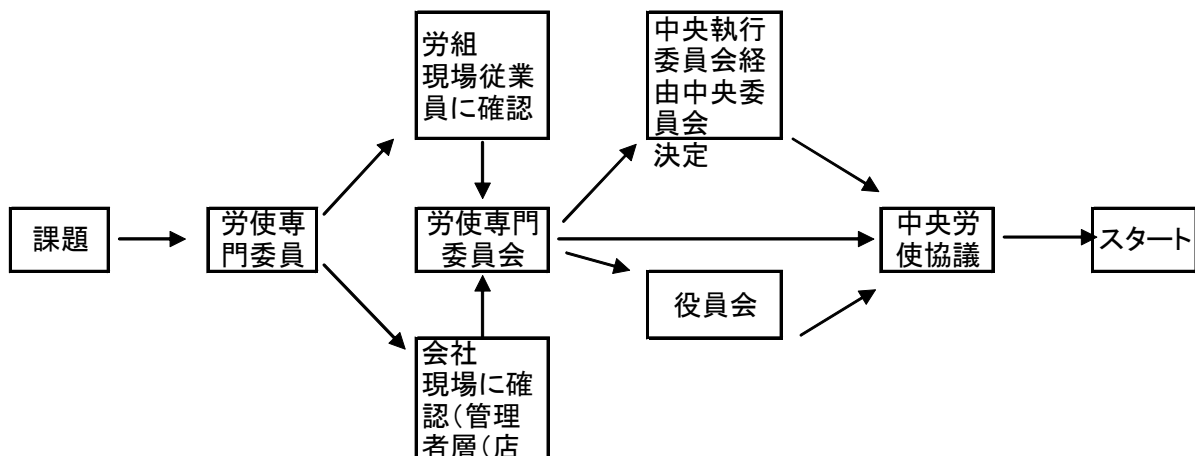 課題
労使専
門委員
労組
現場従業
員に確認
労使専門
委員会
会社
現場に確
認(管理
者層(店
中央執行
委員会経
由中央委
員会
決定
役員会
中央労
使協議
スタート